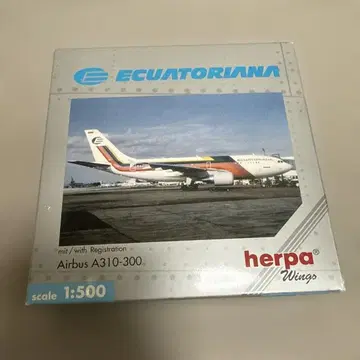 ECUATORIANA
mit/with Registration
Airbus A310-300
herpa®
Wings
scale 1:500